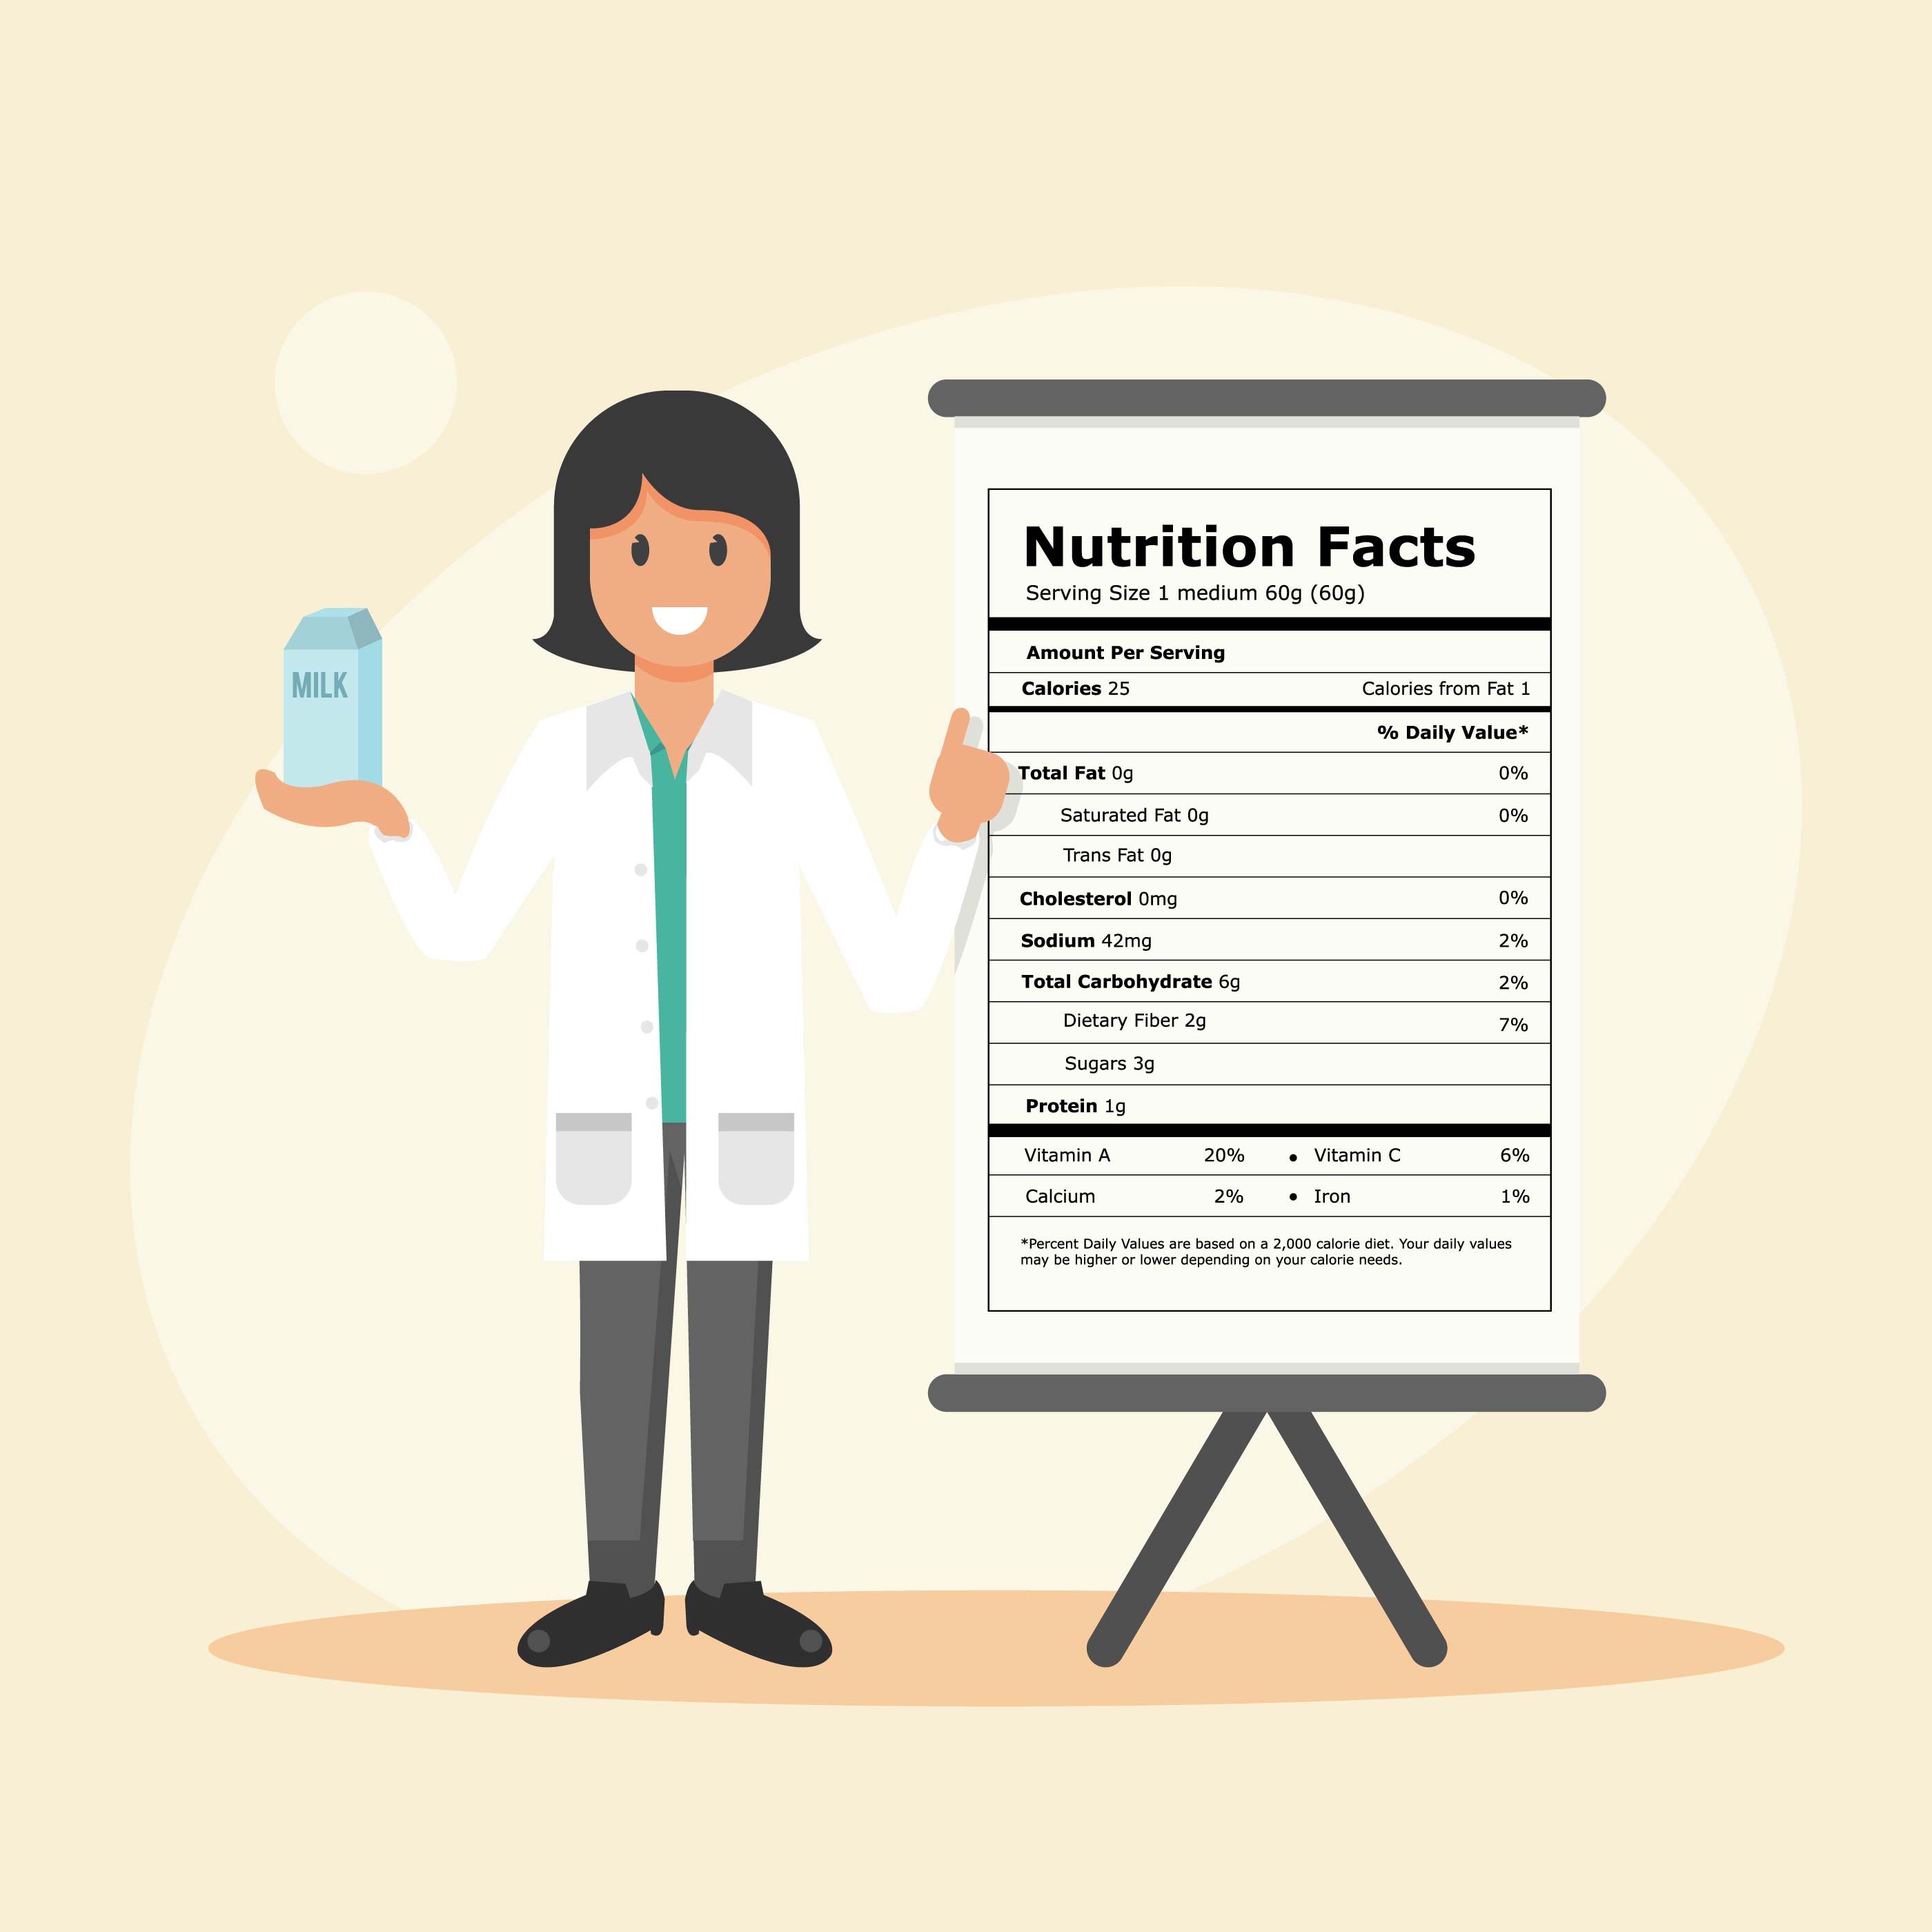 MILK
Nutrition Facts
Serving Size 1 medium 60g (60g)
Amount Per Serving
Calories 25 Calories from Fat 1
% Daily Value*
Total Fat 0g 0%
Saturated Fat 0g 0%
Trans Fat 0g
Cholesterol 0mg 0%
Sodium 42mg 2%
Total Carbohydrate 6g 2%
Dietary Fiber 2g 7%
Sugars 3g
Protein 1g
Vitamin A 20% • Vitamin C 6%
Calcium 2% • Iron 1%
*Percent Daily Values are based on a 2,000 calorie diet. Your daily values
may be higher or lower depending on your calorie needs.